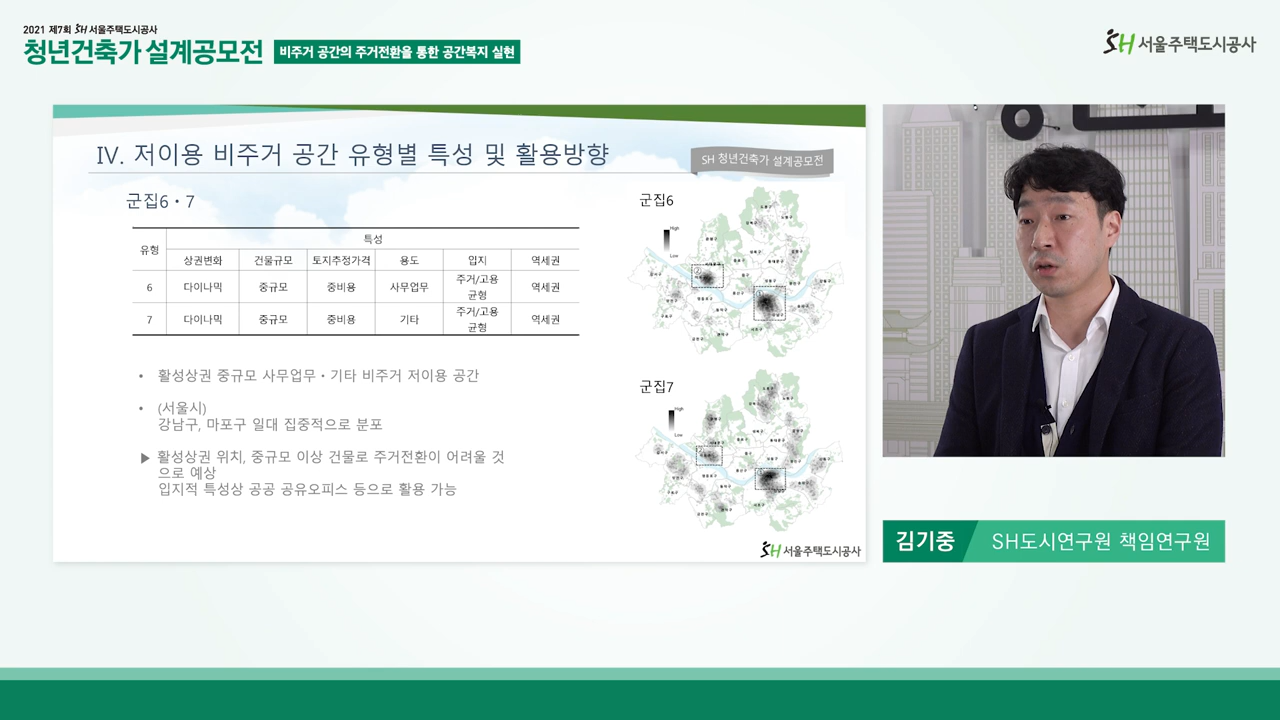 2021 제7회 SH 서울주택도시공사
청년건축가 설계공모전 비주거 공간의 주거전환을 통한 공간복지 실현
SH 서울주택도시공사
Ⅳ. 저이용 비주거 공간 유형별 특성 및 활용방향
SH 청년건축가 설계공모전
군집6・7
유형 특성
상권변화 건물규모 토지추정가격 용도 입지 역세권
6 다이나믹 중규모 중비용 사무업무 주거/고용 균형 역세권
7 다이나믹 중규모 중비용 기타 주거/고용 균형 역세권
• 활성상권 중규모 사무업무・기타 비주거 저이용 공간
• (서울시)
강남구, 마포구 일대 집중적으로 분포
▶ 활성상권 위치, 중규모 이상 건물로 주거전환이 어려울 것
으로 예상
입지적 특성상 공공 공유오피스 등으로 활용 가능
군집6
High
Low
군집7
High
Low
SH 서울주택도시공사
김기중 SH도시연구원 책임연구원